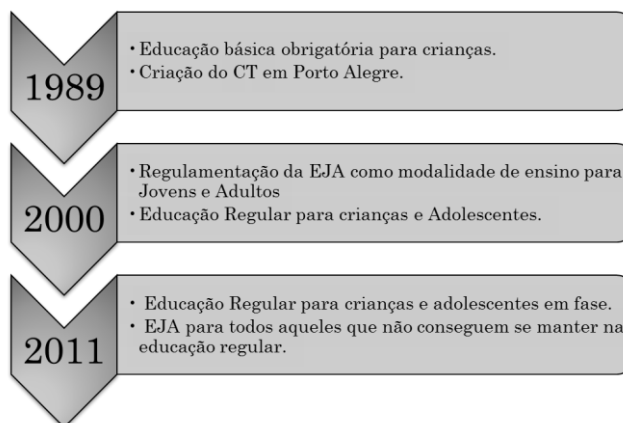 1989
• Educação básica obrigatória para crianças.
• Criação do CT em Porto Alegre.
2000
• Regulamentação da EJA como modalidade de ensino para
Jovens e Adultos
• Educação Regular para crianças e Adolescentes.
2011
• Educação Regular para crianças e adolescentes em fase.
• EJA para todos aqueles que não conseguem se manter na
educação regular.